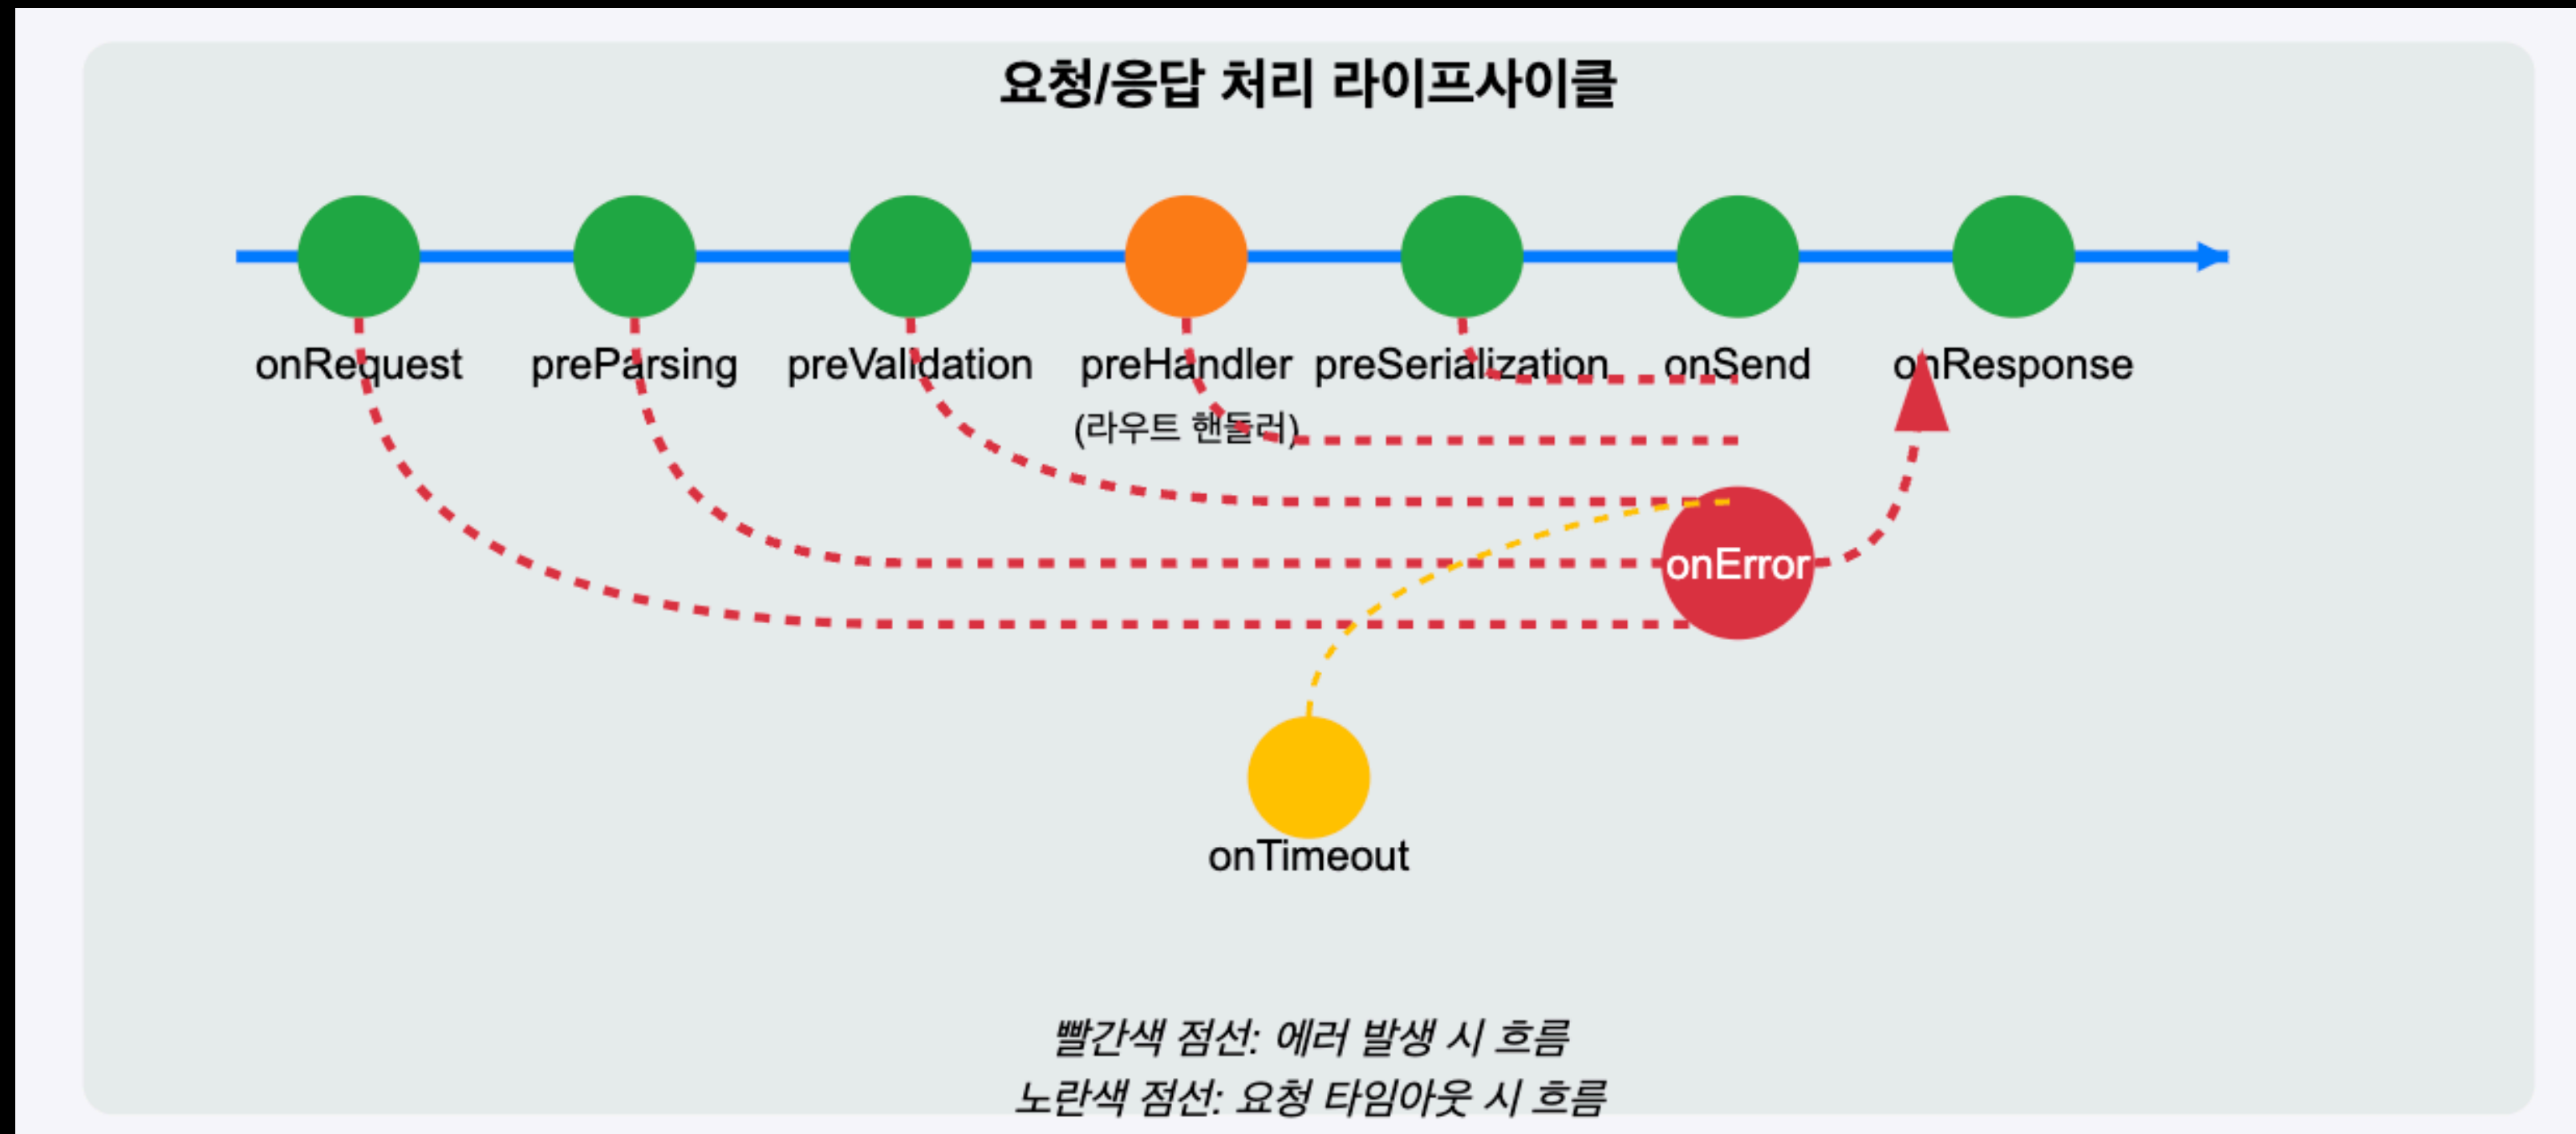 요청/응답 처리 라이프사이클
onRequest
preParsing
preValidation
preHandler
preSerialization
onSend
onResponse
(라우트 핸들러)
onError
onTimeout
빨간색 점선: 에러 발생 시 흐름
노란색 점선: 요청 타임아웃 시 흐름